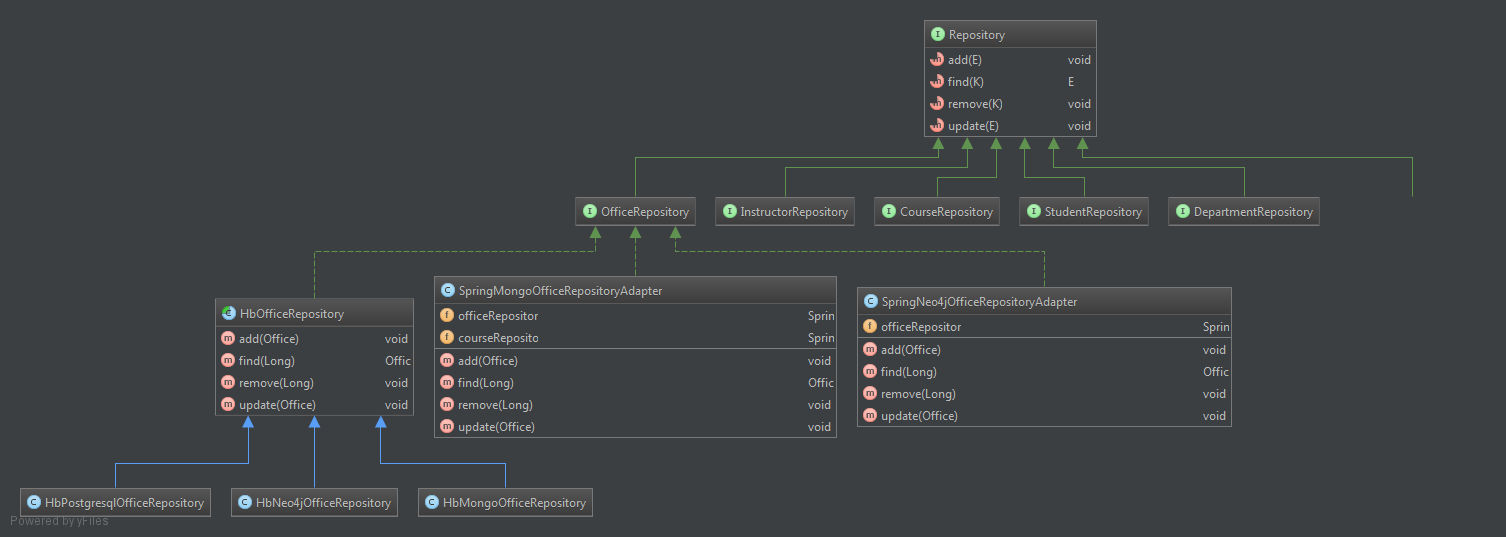 Repository
add(E) void
find(K) E
remove(K) void
update(E) void
OfficeRepository
InstructorRepository
CourseRepository
StudentRepository
DepartmentRepository
HbOfficeRepository
add(Office) void
find(Long) Offic
remove(Long) void
update(Office) void
SpringMongoOfficeRepositoryAdapter
officeRepositor Sprin
courseReposito Sprin
add(Office) void
find(Long) Offic
remove(Long) void
update(Office) void
SpringNeo4jOfficeRepositoryAdapter
officeRepositor Sprin
add(Office) void
find(Long) Offic
remove(Long) void
update(Office) void
HbPostgresqlOfficeRepository
HbNeo4jOfficeRepository
HbMongoOfficeRepository
Powered by yFiles